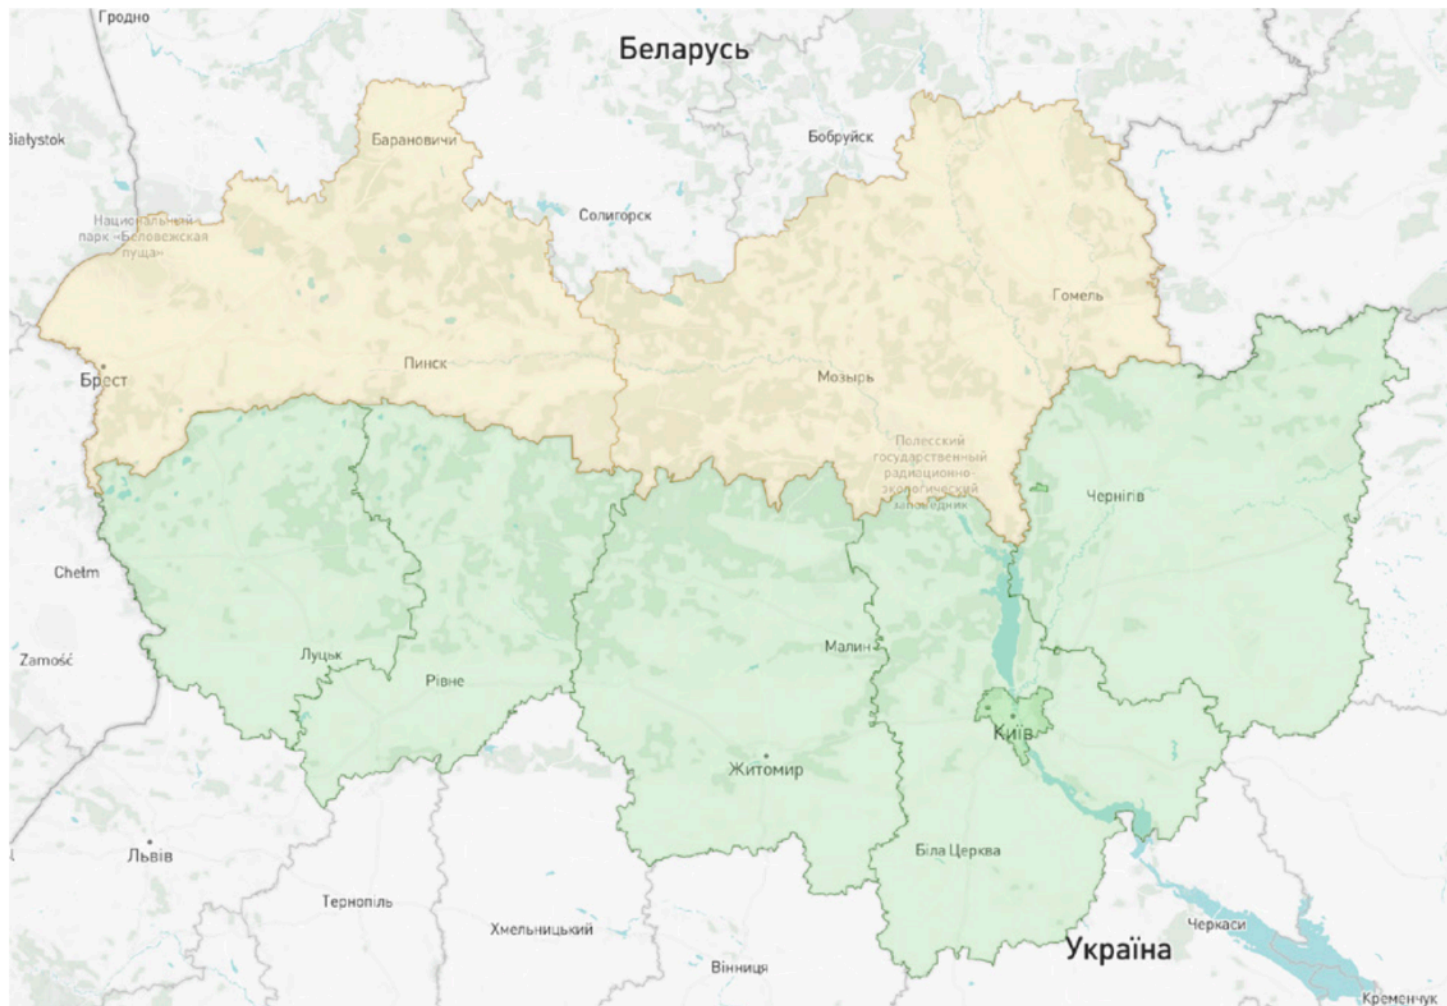 Гродно
Беларусь
Барановичи
Бобруйск
Białystok
Солигорск
Национальный
парк «Беловежская
пуща»
Гомель
Пинск
Мозырь
Брест
Полесский
государственный
радиационно-
экологический
заповедник
Чернігів
Chełm
Малин
Луцьк
Zamość
Рівне
Київ
Житомир
Біла Церква
Львів
Тернопіль
Черкаси
Хмельницький
Україна
Вінниця
Кременчук